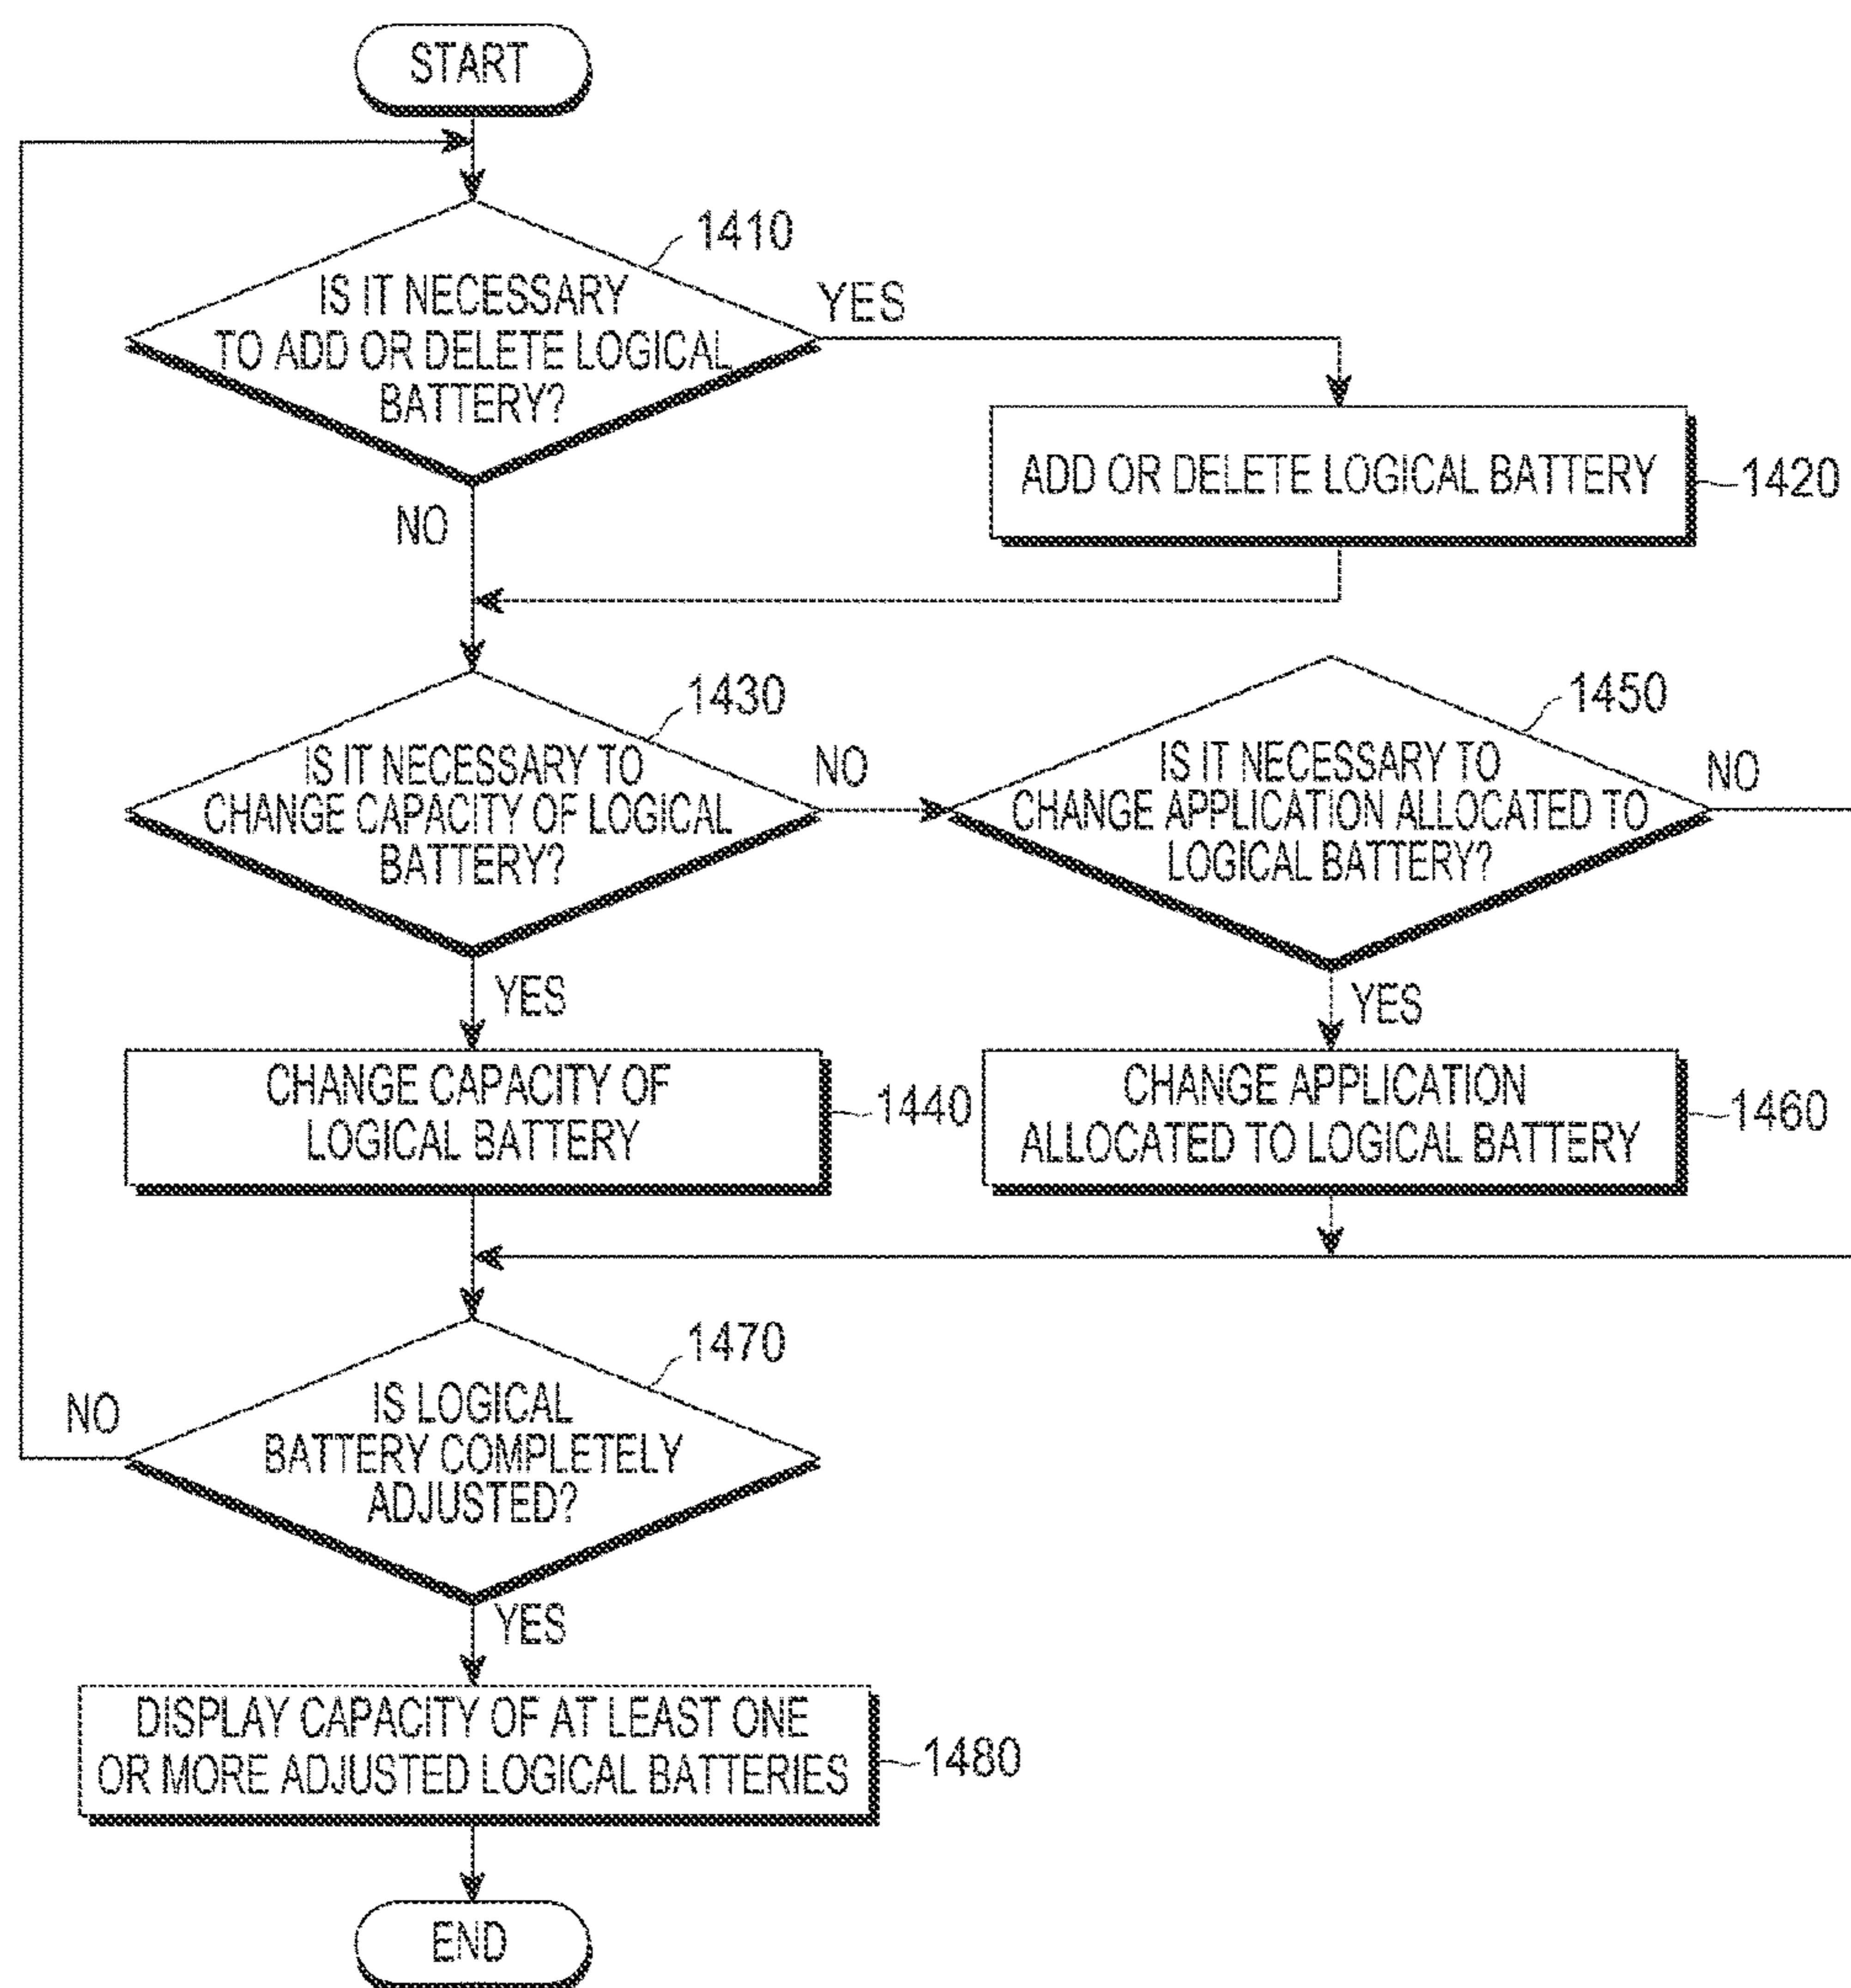 START
1410
IS IT NECESSARY
TO ADD OR DELETE LOGICAL
BATTERY?
YES
ADD OR DELETE LOGICAL BATTERY
1420
NO
1430
IS IT NECESSARY TO
CHANGE CAPACITY OF LOGICAL
BATTERY?
NO
1450
IS IT NECESSARY TO
CHANGE APPLICATION ALLOCATED TO
LOGICAL BATTERY?
NO
YES
YES
CHANGE CAPACITY OF
LOGICAL BATTERY
1440
CHANGE APPLICATION
ALLOCATED TO LOGICAL BATTERY
1460
1470
IS LOGICAL
BATTERY COMPLETELY
ADJUSTED?
NO
YES
DISPLAY CAPACITY OF AT LEAST ONE
OR MORE ADJUSTED LOGICAL BATTERIES
1480
END